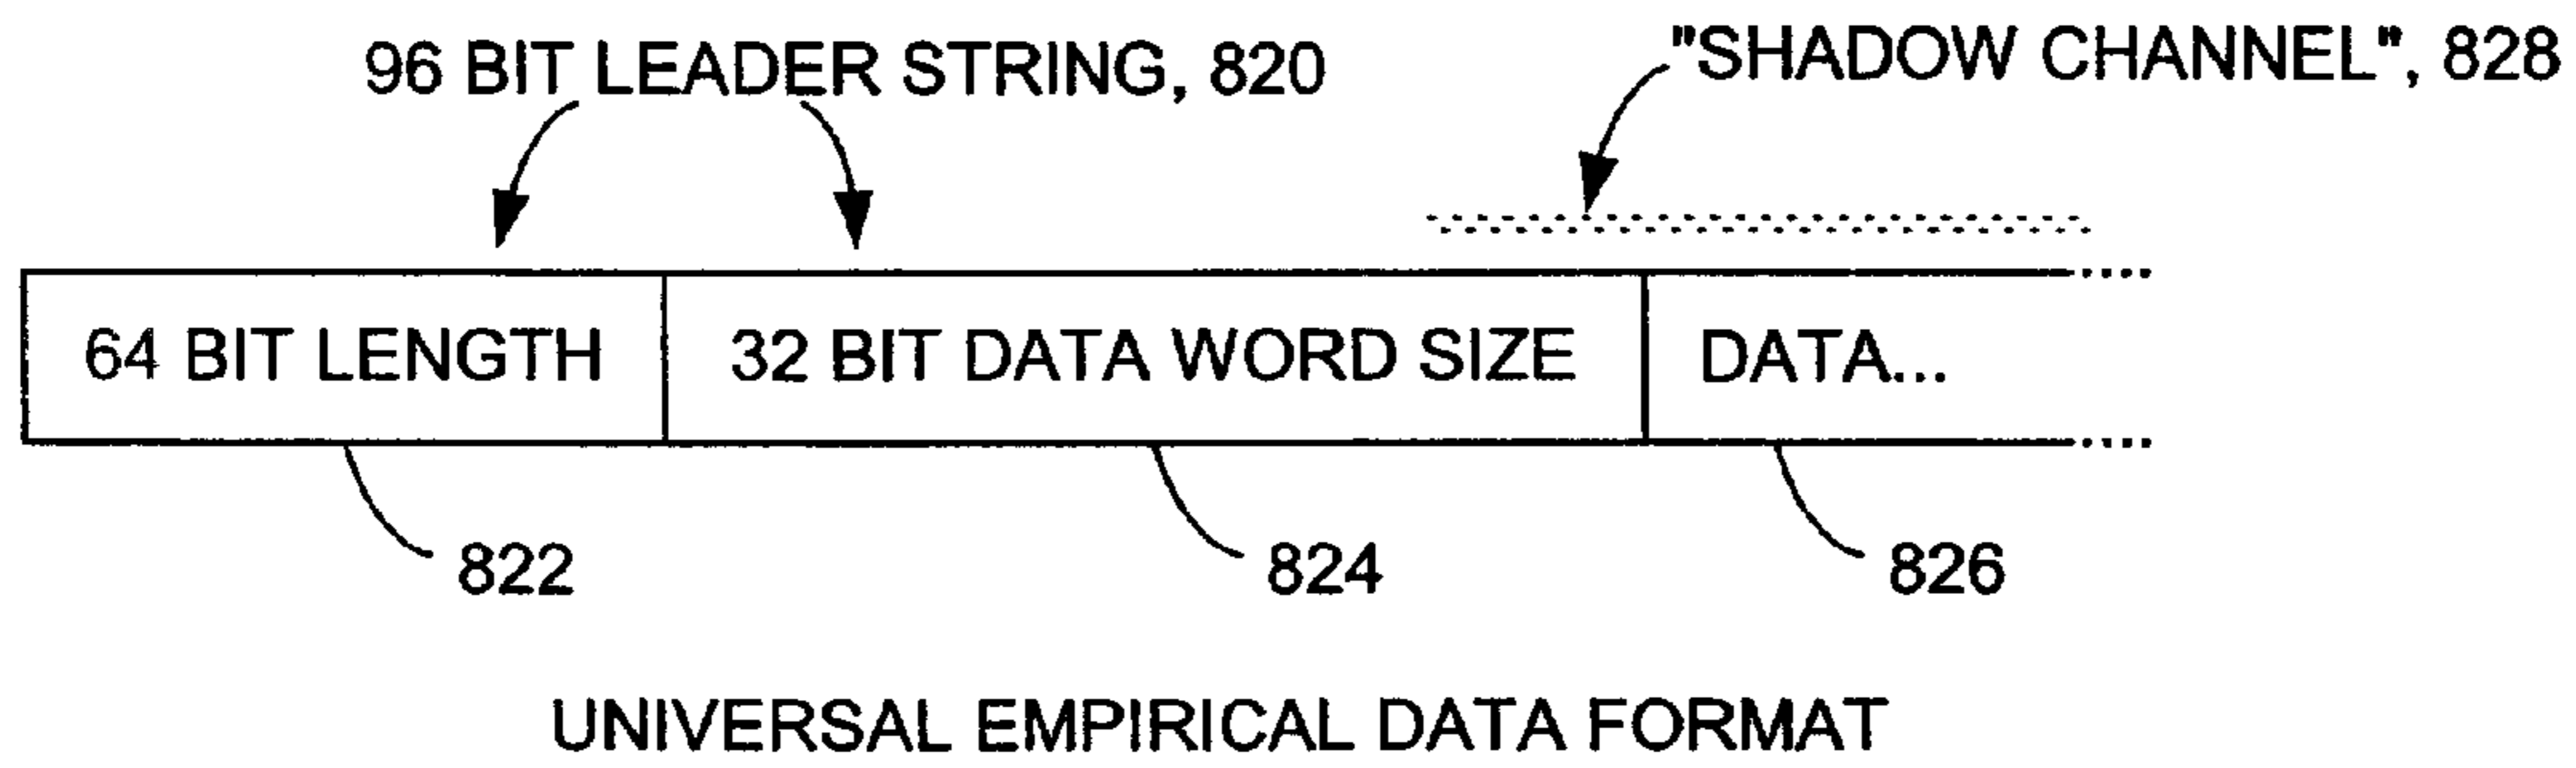 96 BIT LEADER STRING, 820
"SHADOW CHANNEL", 828
64 BIT LENGTH
32 BIT DATA WORD SIZE
DATA...
822
824
826
UNIVERSAL EMPIRICAL DATA FORMAT